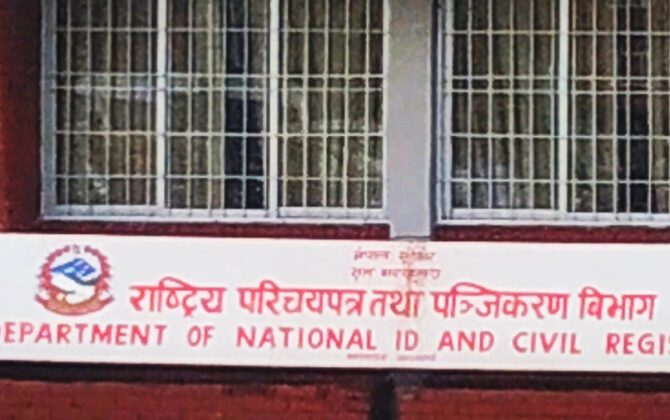 नेपाल सरकार
गृह मन्त्रालय
राष्ट्रिय परिचयपत्र तथा पञ्जिकरण विभाग
DEPARTMENT OF NATIONAL ID AND CIVIL REGIS